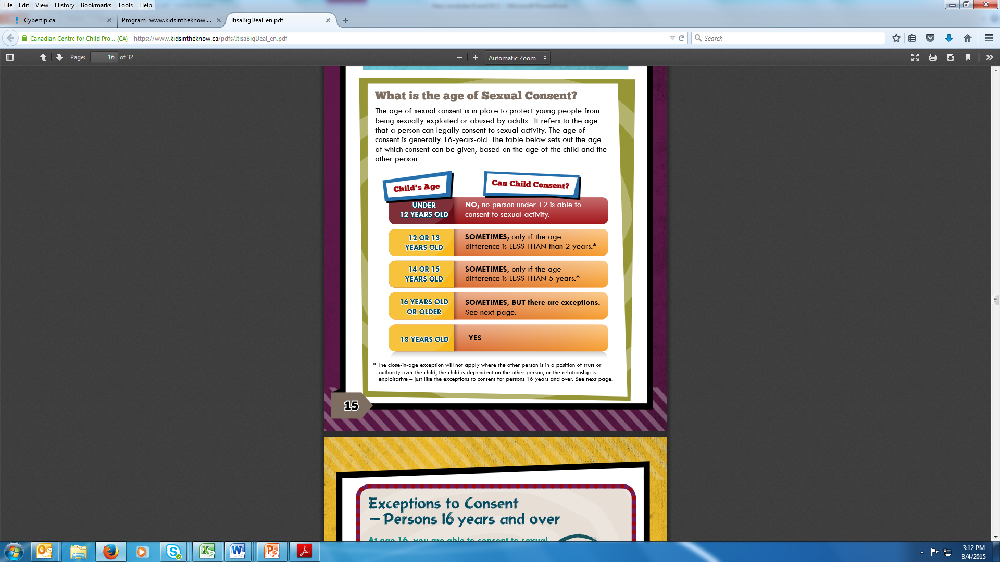 File Edit View History Bookmarks Tools Help
Cybertip.ca
Program [www.kidsintheknow....
ItisaBigDeal_en.pdf
Canadian Centre for Child Pro... (CA)
https://www.kidsintheknow.ca/pdfs/ItisaBigDeal_en.pdf
Search
Page: 16 of 32
Automatic Zoom
What is the age of Sexual Consent?
The age of sexual consent is in place to protect young people from
being sexually exploited or abused by adults. It refers to the age
that a person can legally consent to sexual activity. The age of
consent is generally 16-years-old. The table below sets out the age
at which consent can be given, based on the age of the child and the
other person:
Child's Age
Can Child Consent?
UNDER
12 YEARS OLD
NO; no person under 12 is able to
consent to sexual activity.
12 OR 13
YEARS OLD
SOMETIMES; only if the age
difference is LESS THAN than 2 years.*
14 OR 15
YEARS OLD
SOMETIMES; only if the age
difference is LESS THAN 5 years.*
16 YEARS OLD
OR OLDER
SOMETIMES; BUT there are exceptions.
See next page.
18 YEARS OLD
YES.
* The close-in-age exception will not apply where the other person is in a position of trust or
authority over the child, the child is dependent on the other person, or the relationship is
exploitative – just like the exceptions to consent for persons 16 years and over. See next page.
15
Exceptions to Consent
– Persons 16 years and over
At age 16, you are able to consent to sexual
3:12 PM
8/4/2015